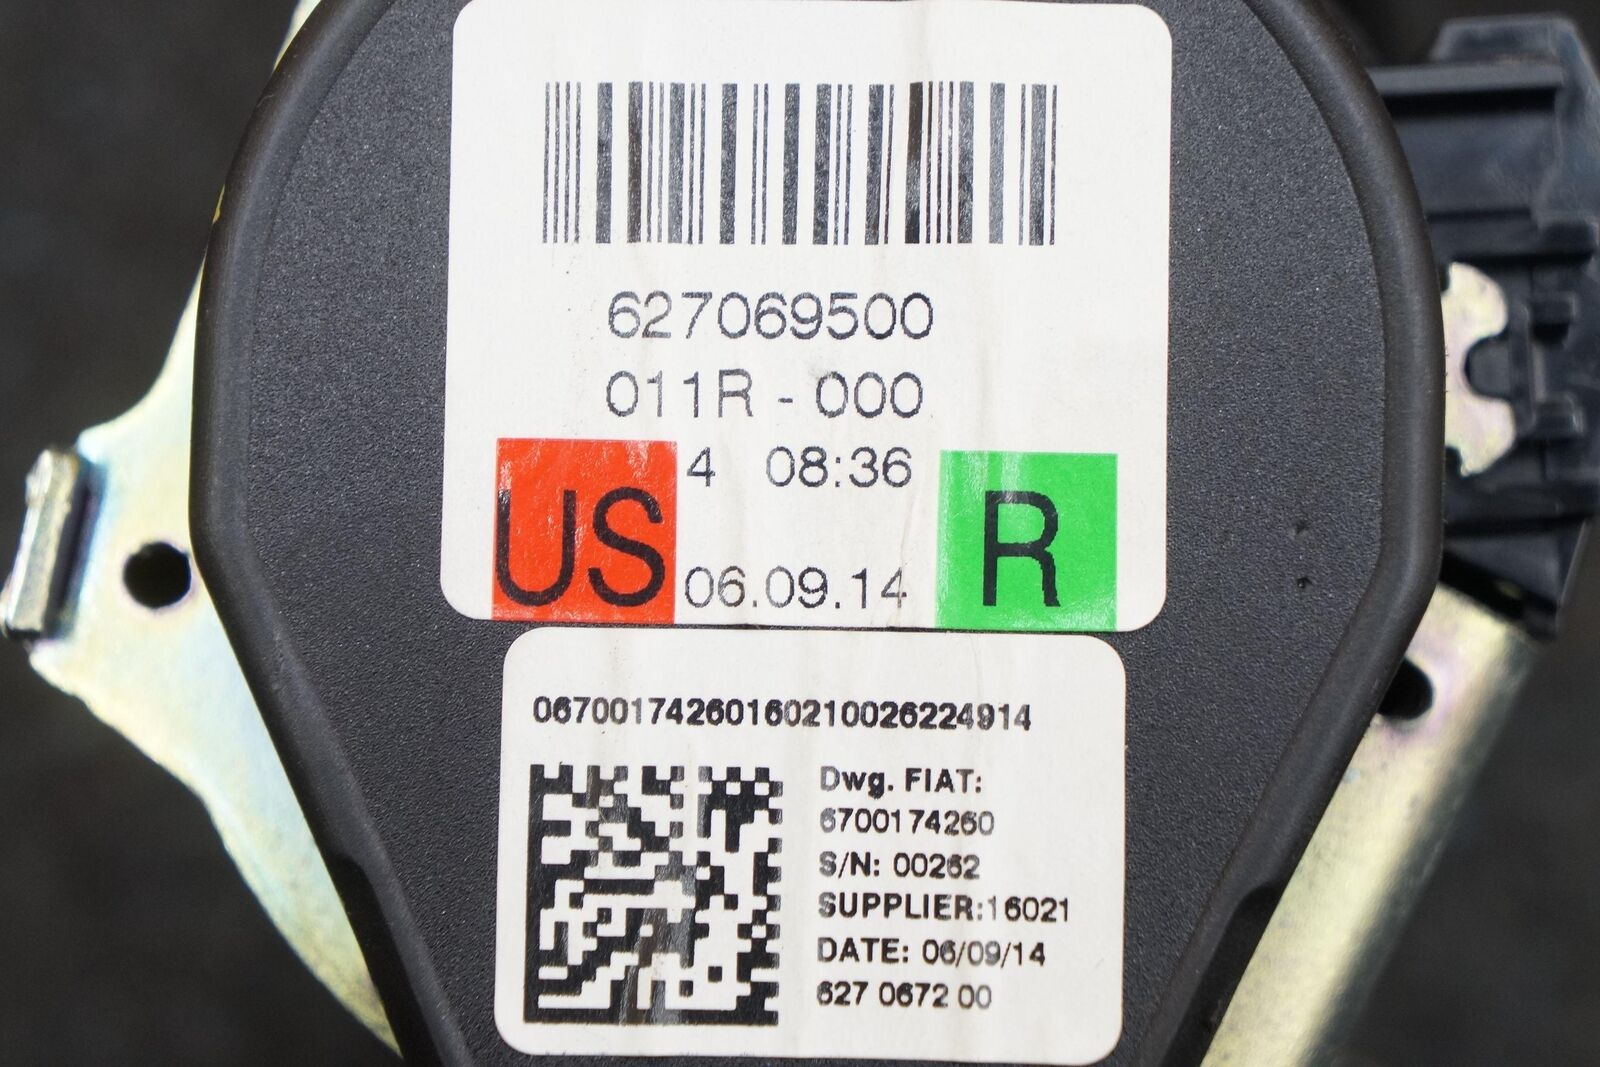 627069500
011R - 000
4 08:36
US
R
06.09.14
06700174260160210026224914
Dwg. FIAT:
6700174260
S/N: 00262
SUPPLIER:16021
DATE: 06/09/14
627 0672 00